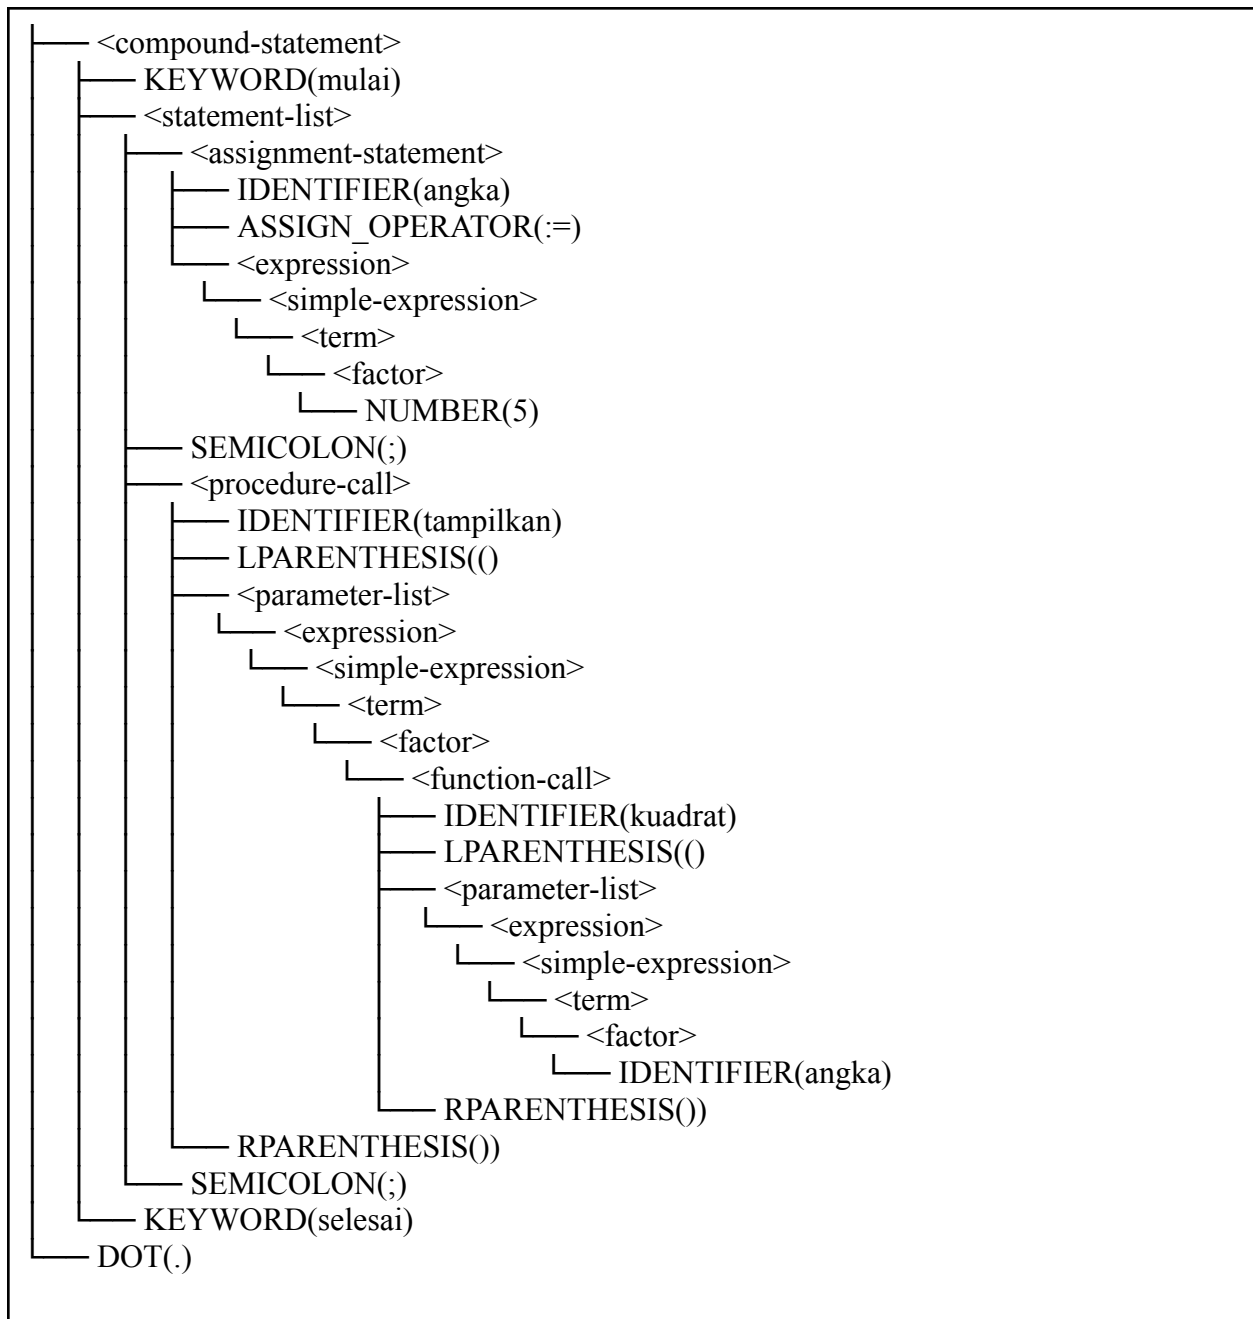 <compound-statement>
KEYWORD(mulai)
<statement-list>
<assignment-statement>
IDENTIFIER(angka)
ASSIGN_OPERATOR(:=)
<expression>
<simple-expression>
<term>
<factor>
NUMBER(5)
SEMICOLON(;)
<procedure-call>
IDENTIFIER(tampilkan)
LPARENTHESIS(()
<parameter-list>
<expression>
<simple-expression>
<term>
<factor>
<function-call>
IDENTIFIER(kuadrat)
LPARENTHESIS(()
<parameter-list>
<expression>
<simple-expression>
<term>
<factor>
IDENTIFIER(angka)
RPARENTHESIS())
RPARENTHESIS())
SEMICOLON(;)
KEYWORD(selesai)
DOT(.)